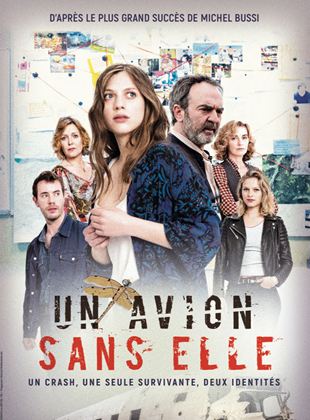 D'APRÈS LE PLUS GRAND SUCCÈS DE MICHEL BUSSI
UN AVION
SANS ELLE
UN CRASH, UNE SEULE SURVIVANTE, DEUX IDENTITÉS